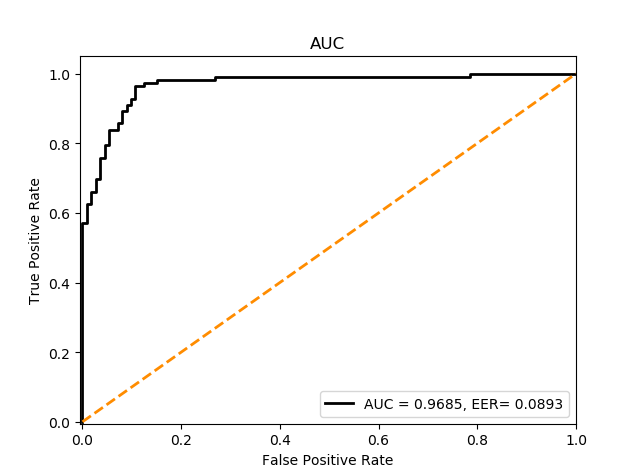 AUC
1.0
0.8
0.6
0.4
0.2
0.0
True Positive Rate
AUC = 0.9685, EER= 0.0893
0.0 0.2 0.4 0.6 0.8 1.0
False Positive Rate